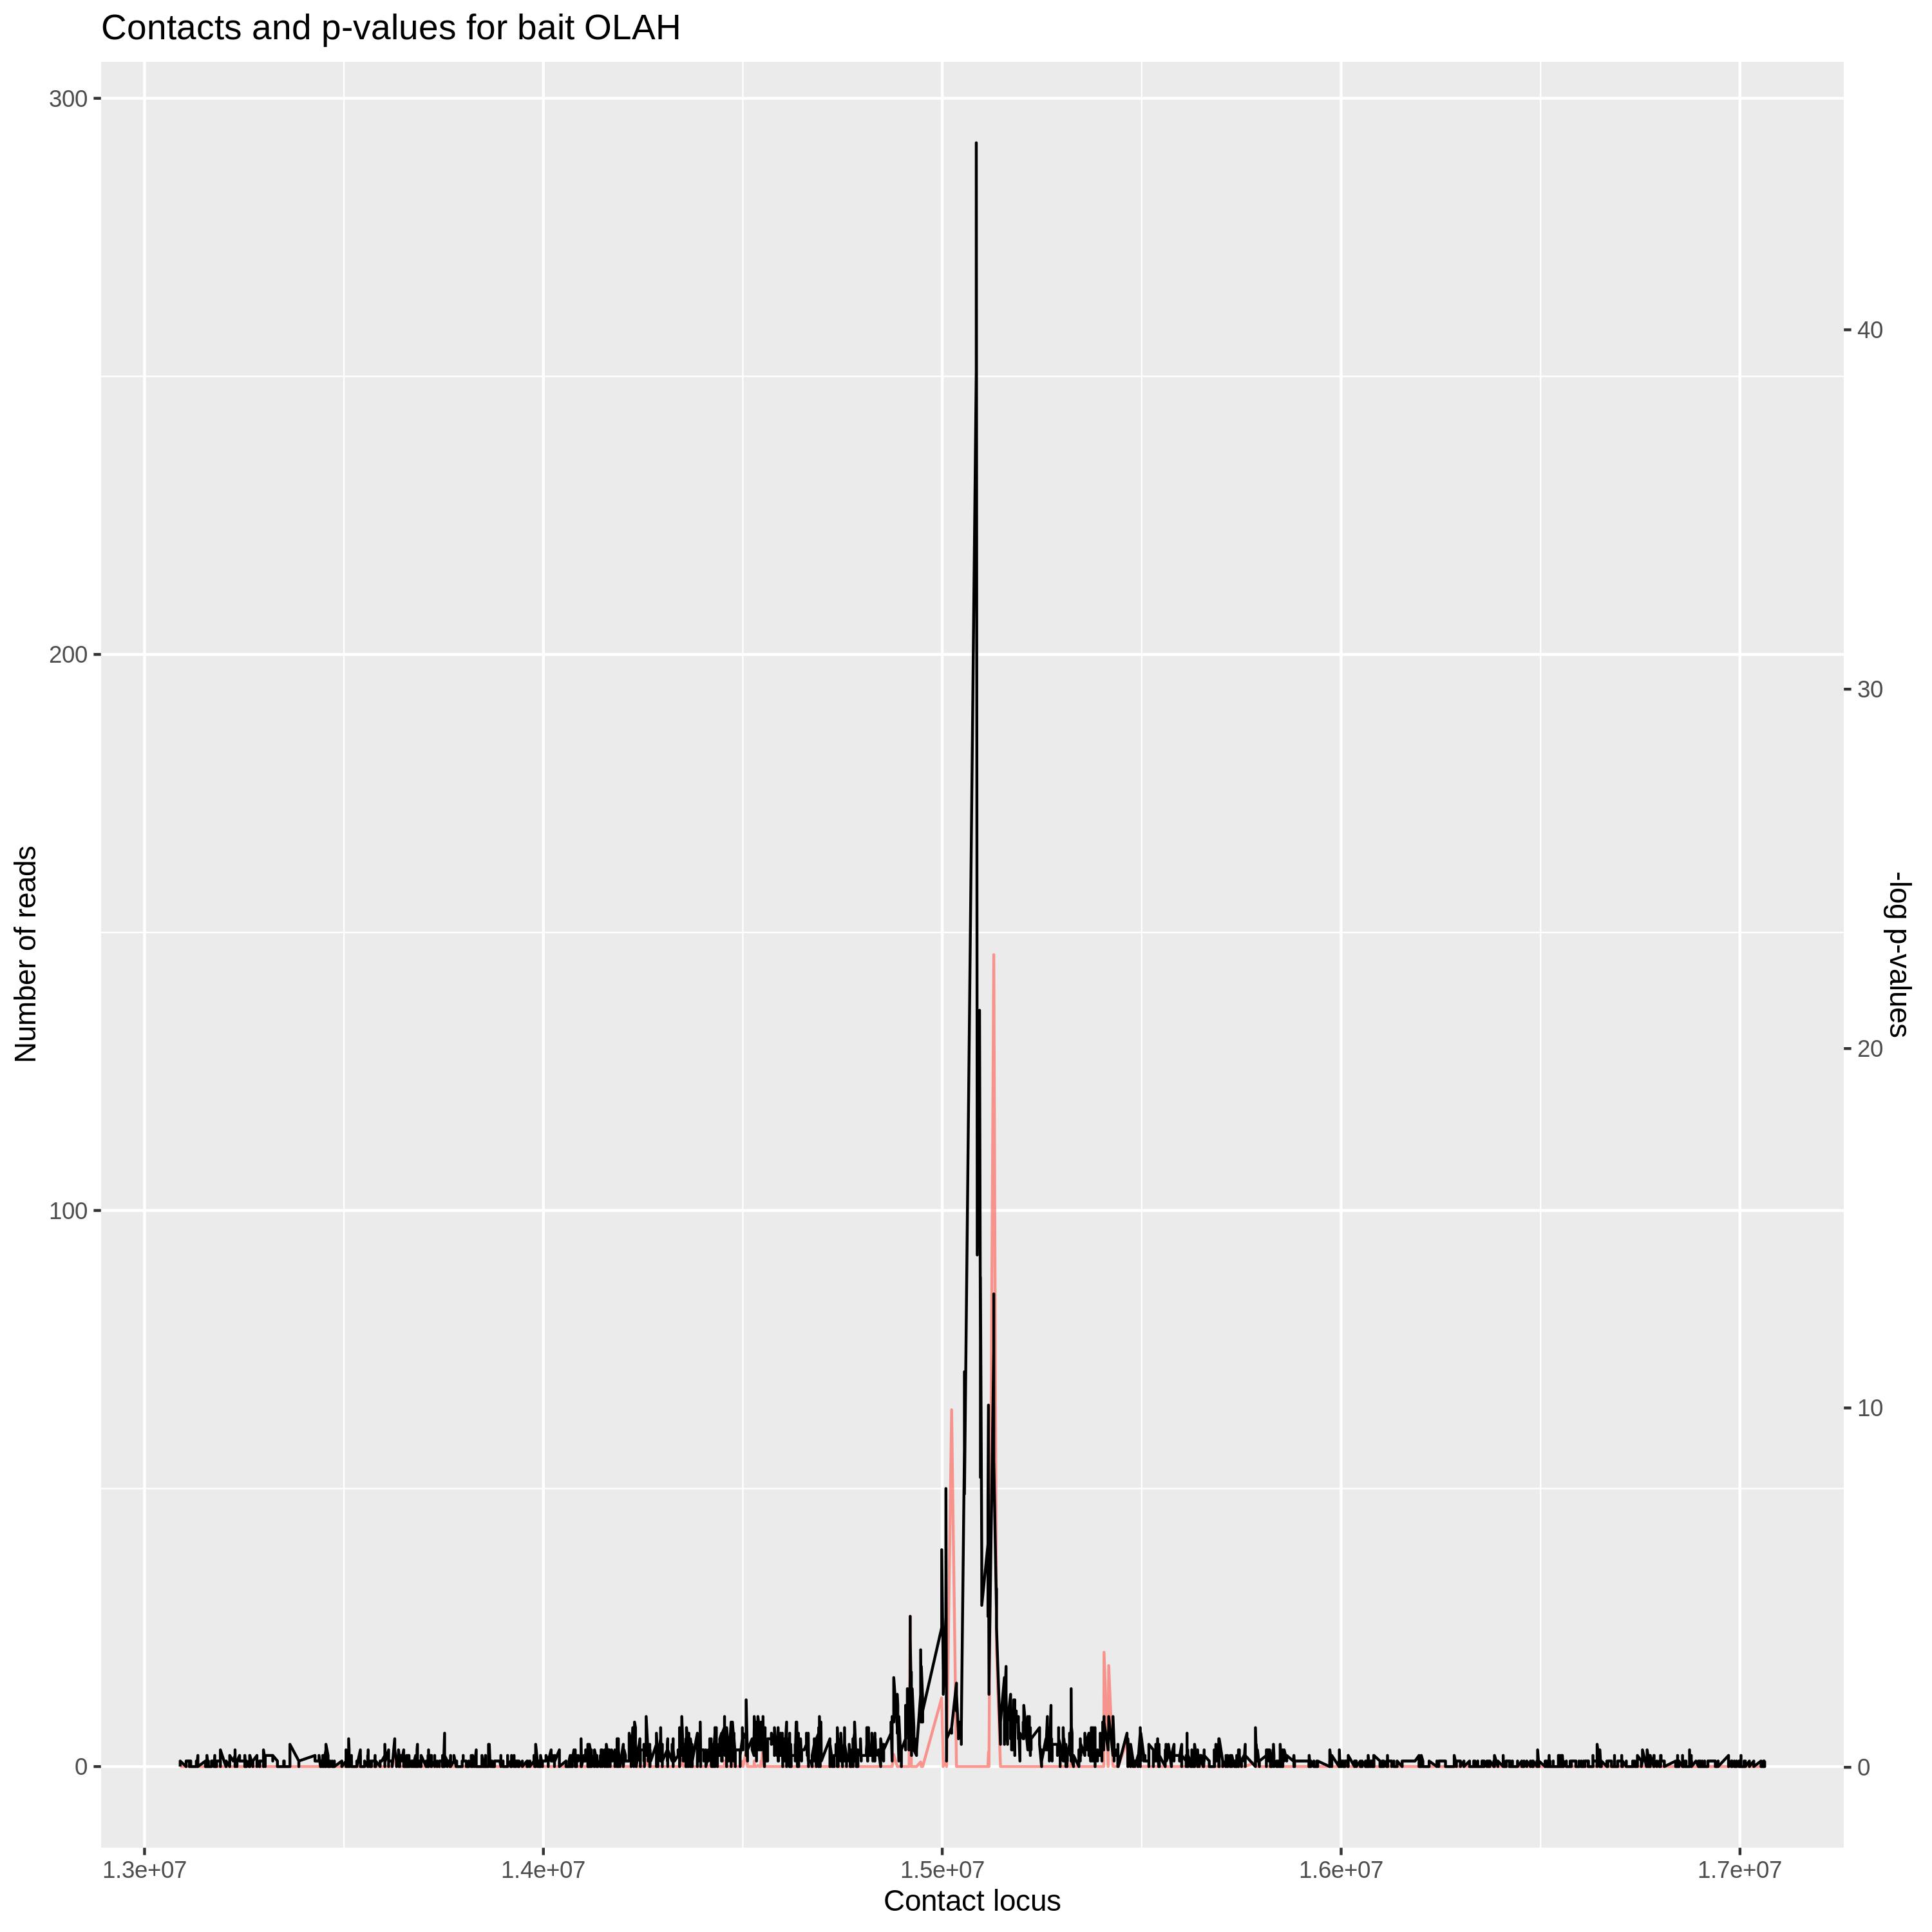 Contacts and p-values for bait OLAH
300
200
100
0
Number of reads
40
30
20
10
0
-log p-values
1.3e+07
1.4e+07
1.5e+07
1.6e+07
1.7e+07
Contact locus